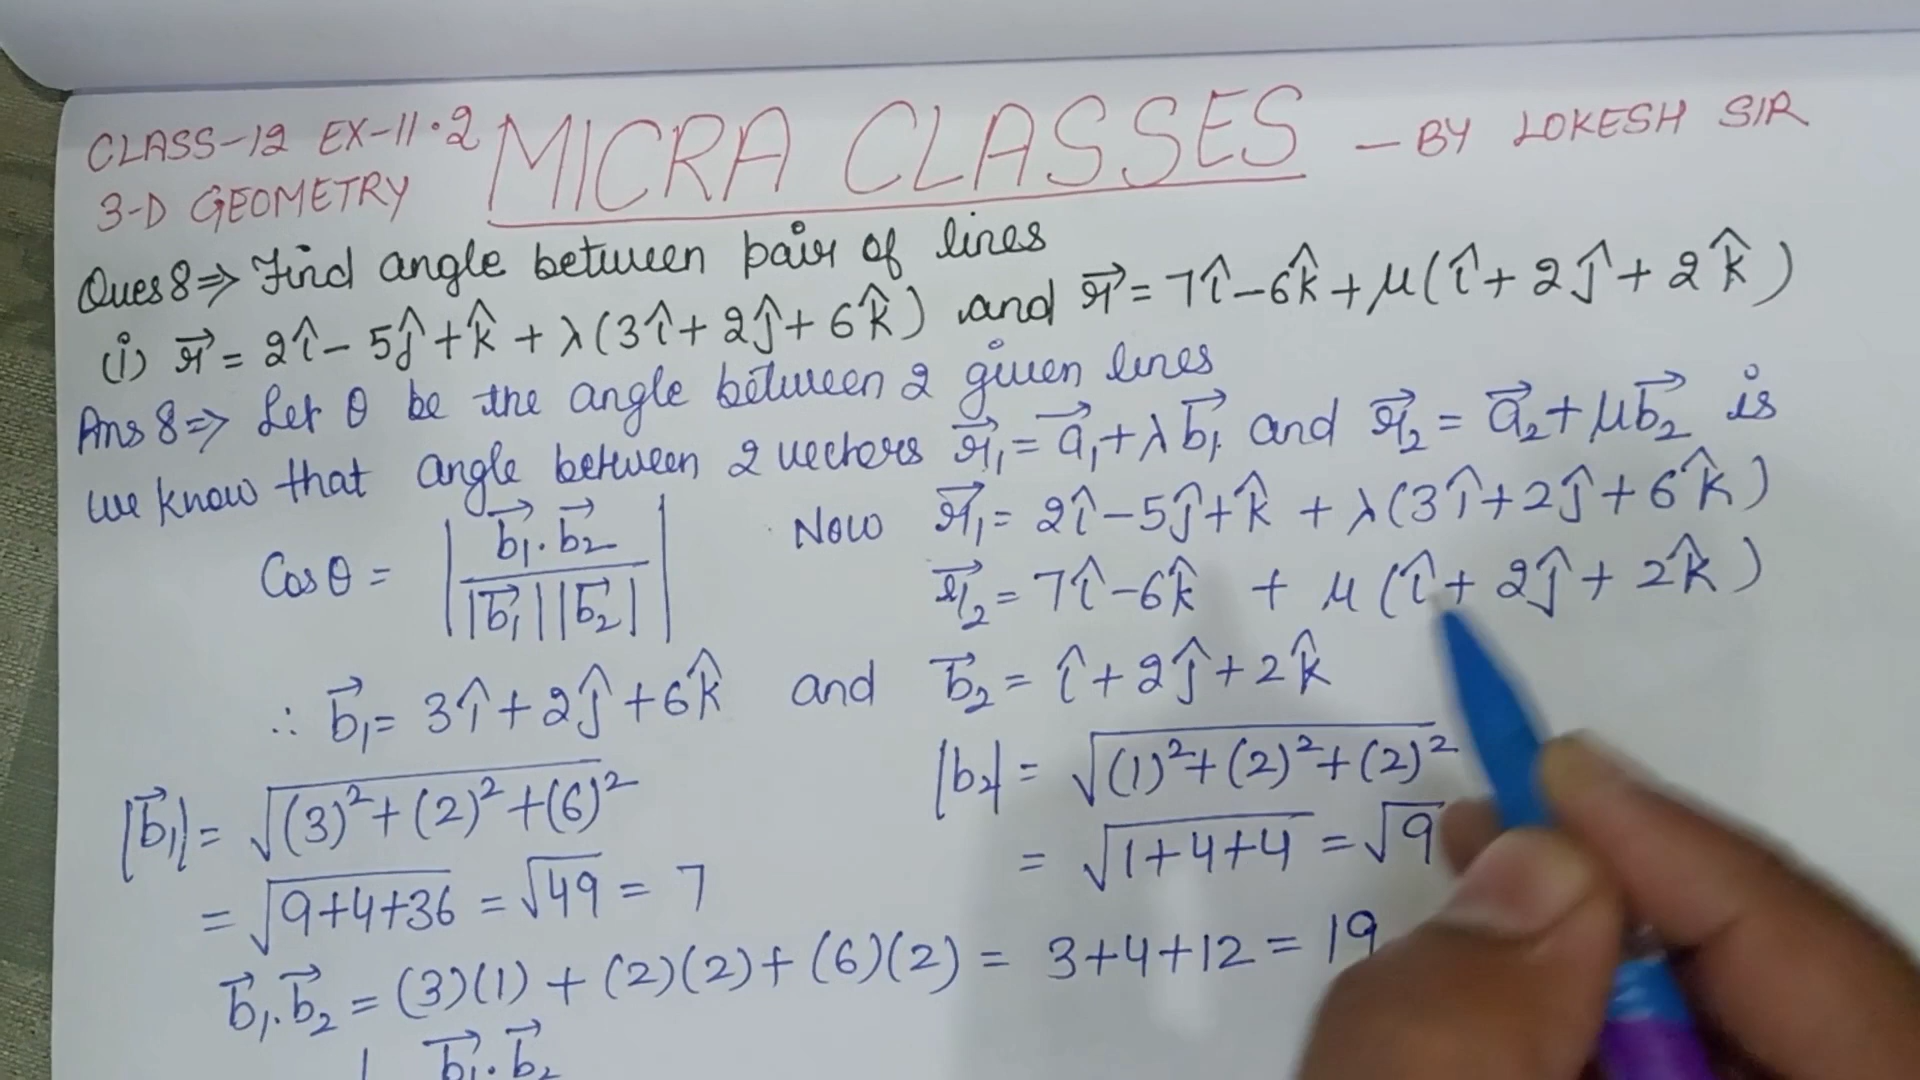 CLASS-12 EX-11.2 MICRA CLASSES - BY LOKESH SIR
3-D GEOMETRY
Ques 8⇒ Find angle between pair of lines
(i) r⃗ = 2î - 5ĵ + k̂ + λ(3î + 2ĵ + 6k̂) and r⃗ = 7î - 6k̂ + μ(î + 2ĵ + 2k̂)
Ans 8⇒ Let θ be the angle between 2 given lines
we know that angle between 2 vectors r⃗₁ = a⃗₁ + λb⃗₁ and r⃗₂ = a⃗₂ + μb⃗₂ is
Cosθ = | b⃗₁.b⃗₂ / |b⃗₁||b⃗₂| | Now r⃗₁ = 2î - 5ĵ + k̂ + λ(3î + 2ĵ + 6k̂)
r⃗₂ = 7î - 6k̂ + μ(î + 2ĵ + 2k̂)
∴ b⃗₁ = 3î + 2ĵ + 6k̂ and b⃗₂ = î + 2ĵ + 2k̂
|b⃗₁| = √(3)² + (2)² + (6)² |b₂| = √(1)² + (2)² + (2)²
= √9+4+36 = √49 = 7 = √1+4+4 = √9
b⃗₁.b⃗₂ = (3)(1) + (2)(2) + (6)(2) = 3+4+12 = 19
b⃗₁.b⃗₂